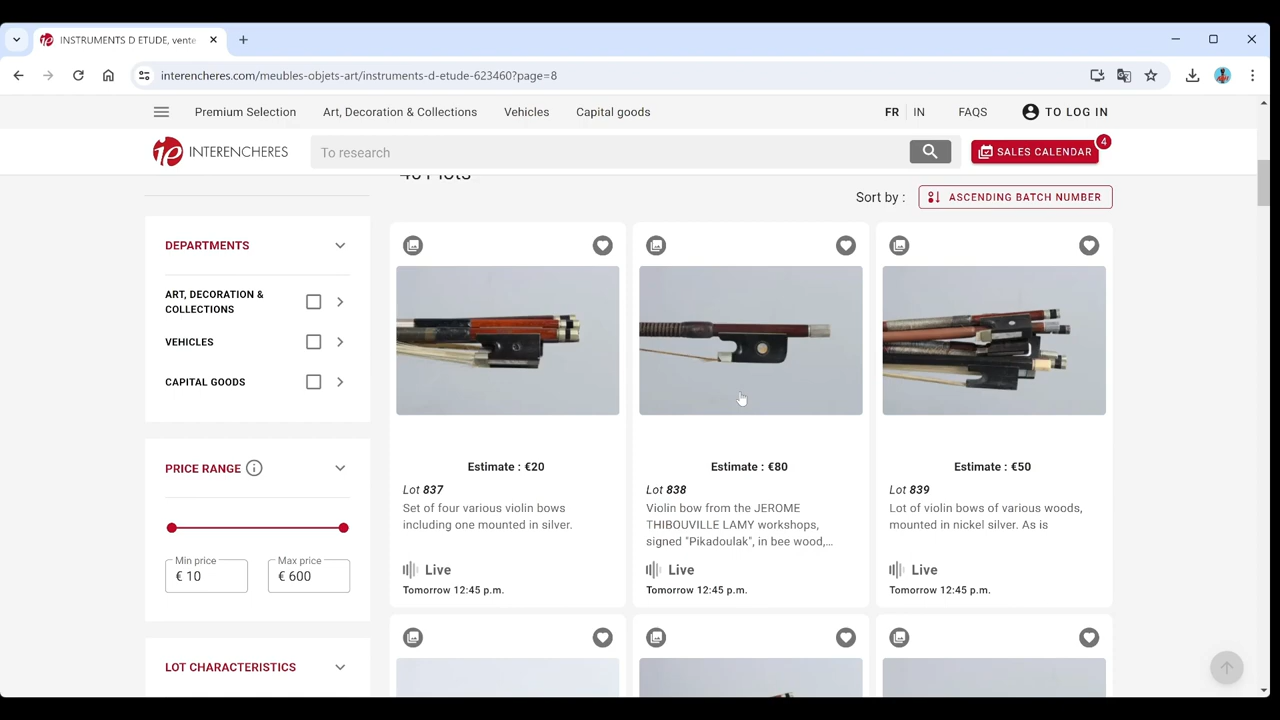 INSTRUMENTS D ETUDE, vente
interencheres.com/meubles-objets-art/instruments-d-etude-623460?page=8
Premium Selection
Art, Decoration & Collections
Vehicles
Capital goods
FR
IN
FAQS
TO LOG IN
INTERENCHERES
To research
SALES CALENDAR
4
Sort by :
ASCENDING BATCH NUMBER
DEPARTMENTS
ART, DECORATION &
COLLECTIONS
VEHICLES
CAPITAL GOODS
PRICE RANGE
Min price
€ 10
Max price
€ 600
LOT CHARACTERISTICS
Estimate : €20
Lot 837
Set of four various violin bows
including one mounted in silver.
Live
Tomorrow 12:45 p.m.
Estimate : €80
Lot 838
Violin bow from the JEROME
THIBOUVILLE LAMY workshops,
signed "Pikadoulak", in bee wood,…
Live
Tomorrow 12:45 p.m.
Estimate : €50
Lot 839
Lot of violin bows of various woods,
mounted in nickel silver. As is
Live
Tomorrow 12:45 p.m.